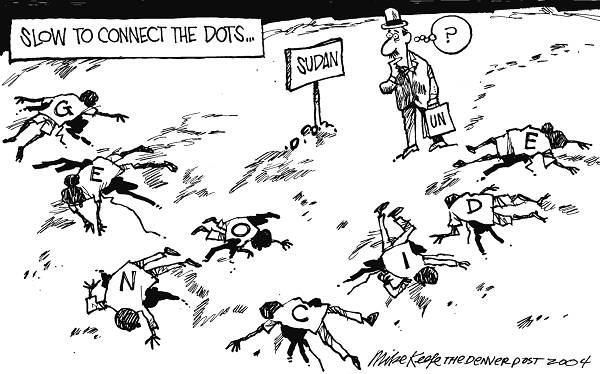 SLOW TO CONNECT THE DOTS...
SUDAN
?
UN
G
E
N
O
C
I
D
E
Mike Keefe THE DENVER POST 2004